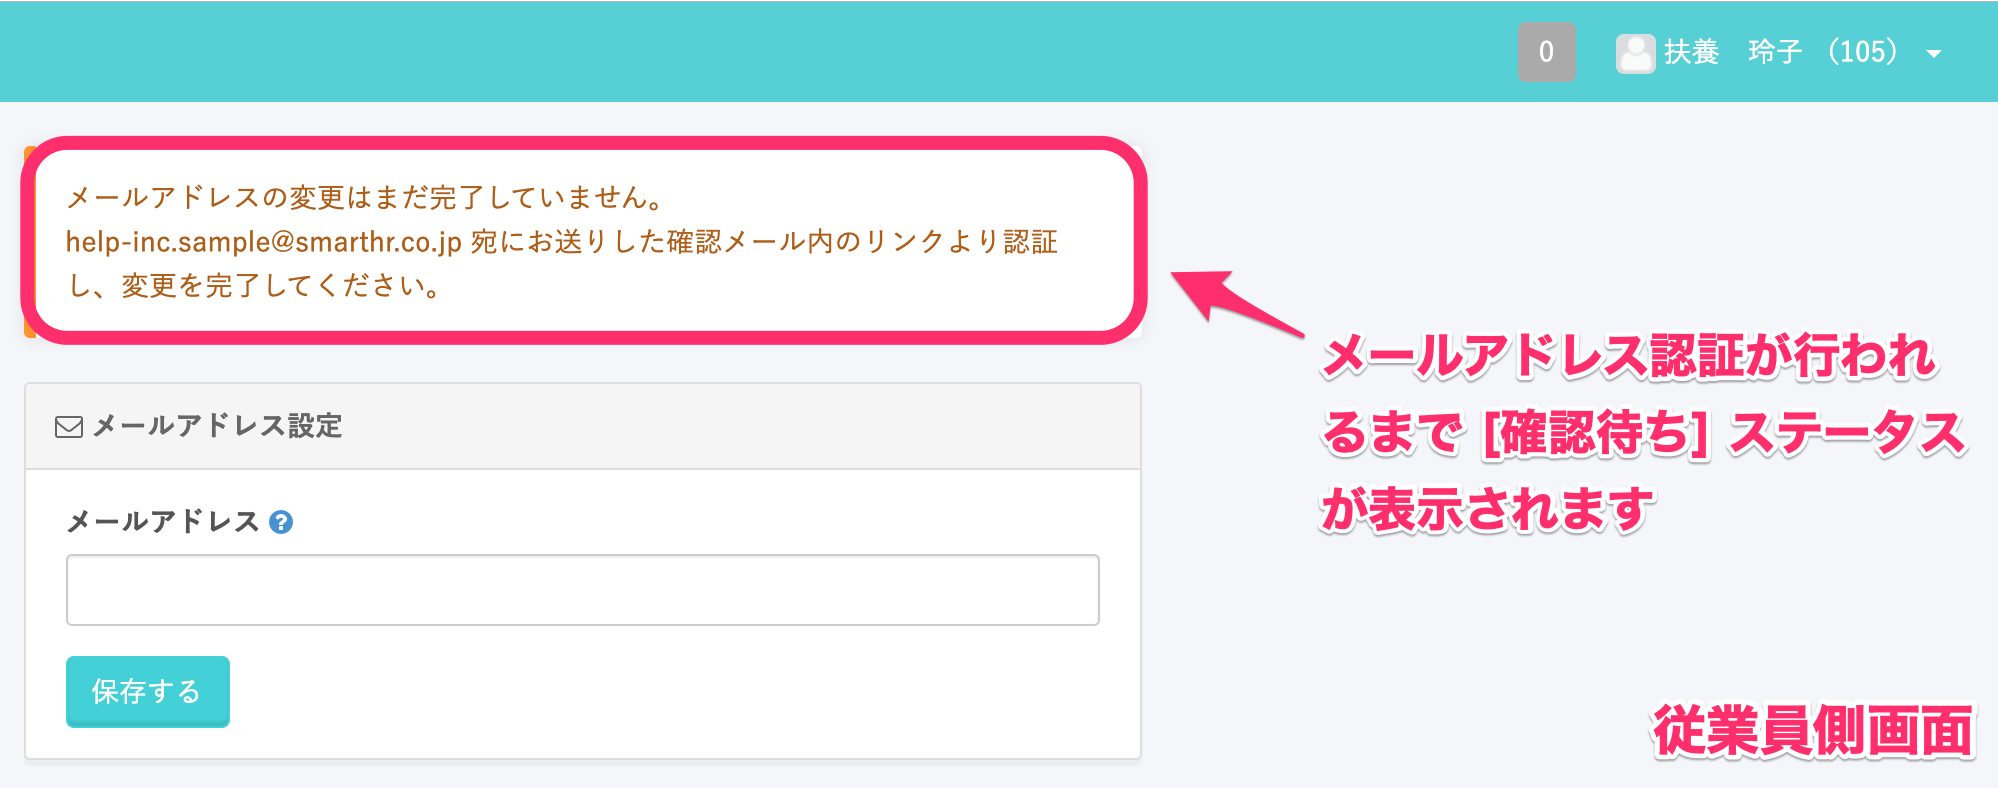 0
扶養　玲子 （105）
メールアドレスの変更はまだ完了していません。
help-inc.sample@smarthr.co.jp 宛にお送りした確認メール内のリンクより認証
し、変更を完了してください。
メールアドレス認証が行われ
るまで [確認待ち] ステータス
が表示されます
メールアドレス設定
メールアドレス ?
保存する
従業員側画面